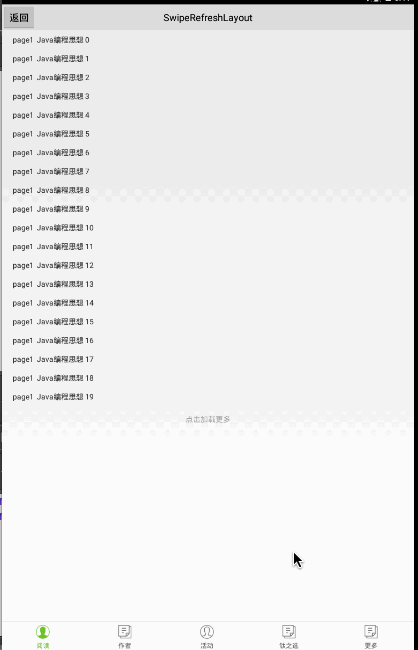 返回
SwipeRefreshLayout
page1 Java编程思想 0
page1 Java编程思想 1
page1 Java编程思想 2
page1 Java编程思想 3
page1 Java编程思想 4
page1 Java编程思想 5
page1 Java编程思想 6
page1 Java编程思想 7
page1 Java编程思想 8
page1 Java编程思想 9
page1 Java编程思想 10
page1 Java编程思想 11
page1 Java编程思想 12
page1 Java编程思想 13
page1 Java编程思想 14
page1 Java编程思想 15
page1 Java编程思想 16
page1 Java编程思想 17
page1 Java编程思想 18
page1 Java编程思想 19
点击加载更多
作者
活动
更多